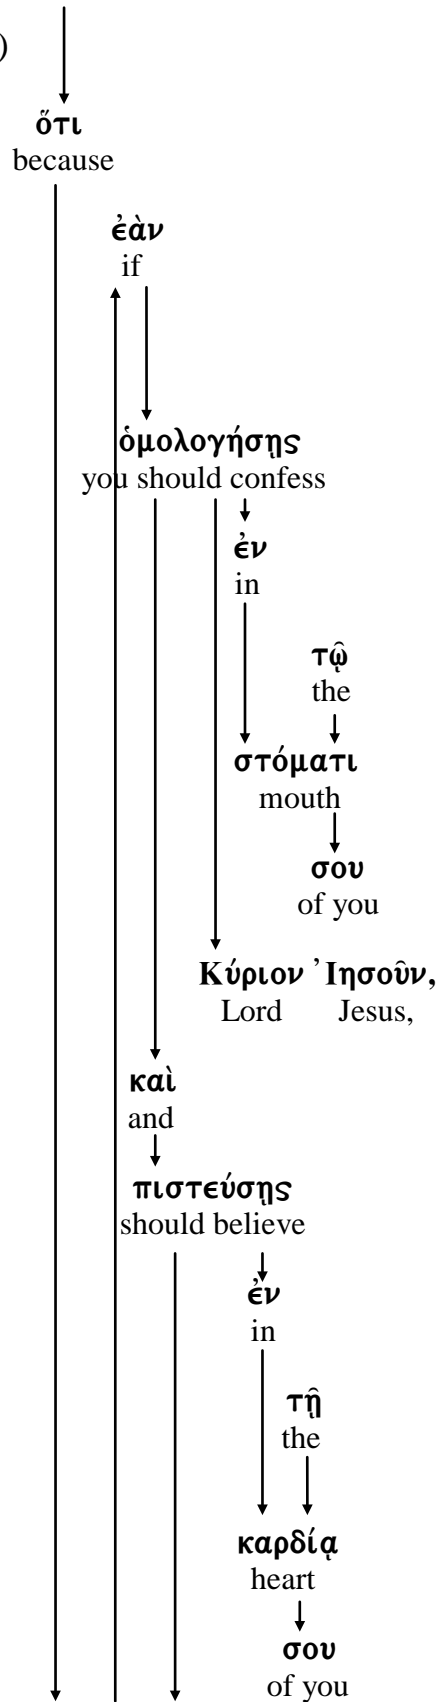 )
ὅτι
because
ἐὰν
if
ὁμολογήσῃς
you should confess
ἐν
in
τῷ
the
στόματι
mouth
σου
of you
Κύριον Ἰησοῦν,
Lord Jesus,
καὶ
and
πιστεύσῃς
should believe
ἐν
in
τῇ
the
καρδίᾳ
heart
σου
of you